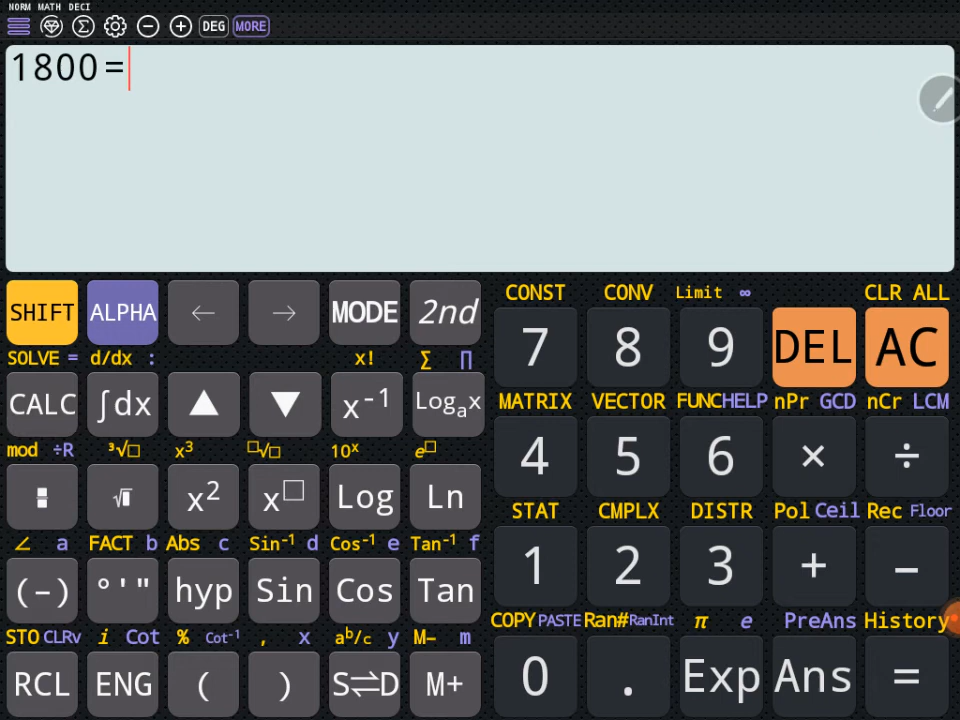 NORM MATH DECI
DEG MORE
1800=
SHIFT ALPHA ← → MODE 2nd
CONST CONV Limit ∞ CLR ALL
7 8 9 DEL AC
SOLVE = d/dx : x! ∑ ∏
CALC ∫dx ▲ ▼ x⁻¹ Logₐx
MATRIX VECTOR FUNC HELP nPr GCD nCr LCM
4 5 6 × ÷
mod ÷R ³√□ x³ □√□ 10ˣ e□
√ x² x□ Log Ln
STAT CMPLX DISTR Pol Ceil Rec Floor
1 2 3 + −
∠ a FACT b Abs c Sin⁻¹ d Cos⁻¹ e Tan⁻¹ f
(−) °'" hyp Sin Cos Tan
COPY PASTE Ran# RanInt π e PreAns History
0 . Exp Ans =
STO CLRv i Cot % Cot⁻¹ , x aᵇ/c y M− m
RCL ENG ( ) S⇌D M+